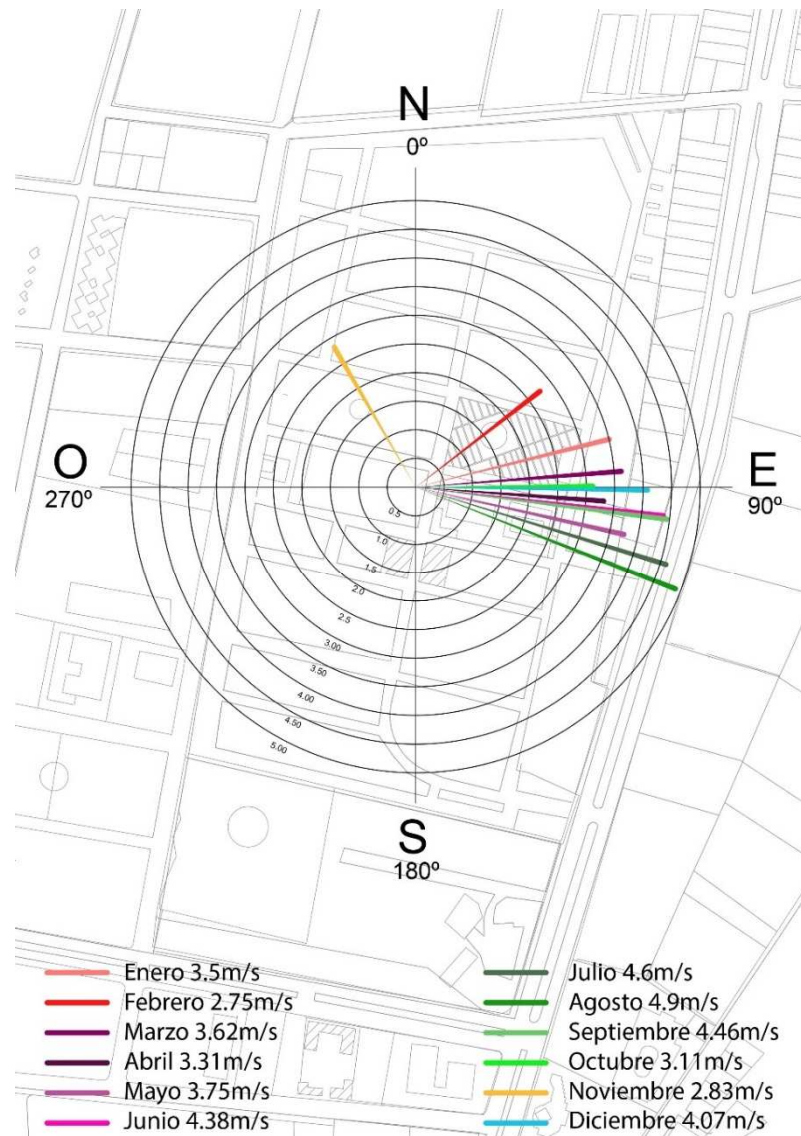 N
0º
O
270º
E
90º
0.5
1.0
1.5
2.0
2.5
3.00
3.50
4.00
4.50
5.00
S
180º
Enero 3.5m/s
Febrero 2.75m/s
Marzo 3.62m/s
Abril 3.31m/s
Mayo 3.75m/s
Junio 4.38m/s
Julio 4.6m/s
Agosto 4.9m/s
Septiembre 4.46m/s
Octubre 3.11m/s
Noviembre 2.83m/s
Diciembre 4.07m/s